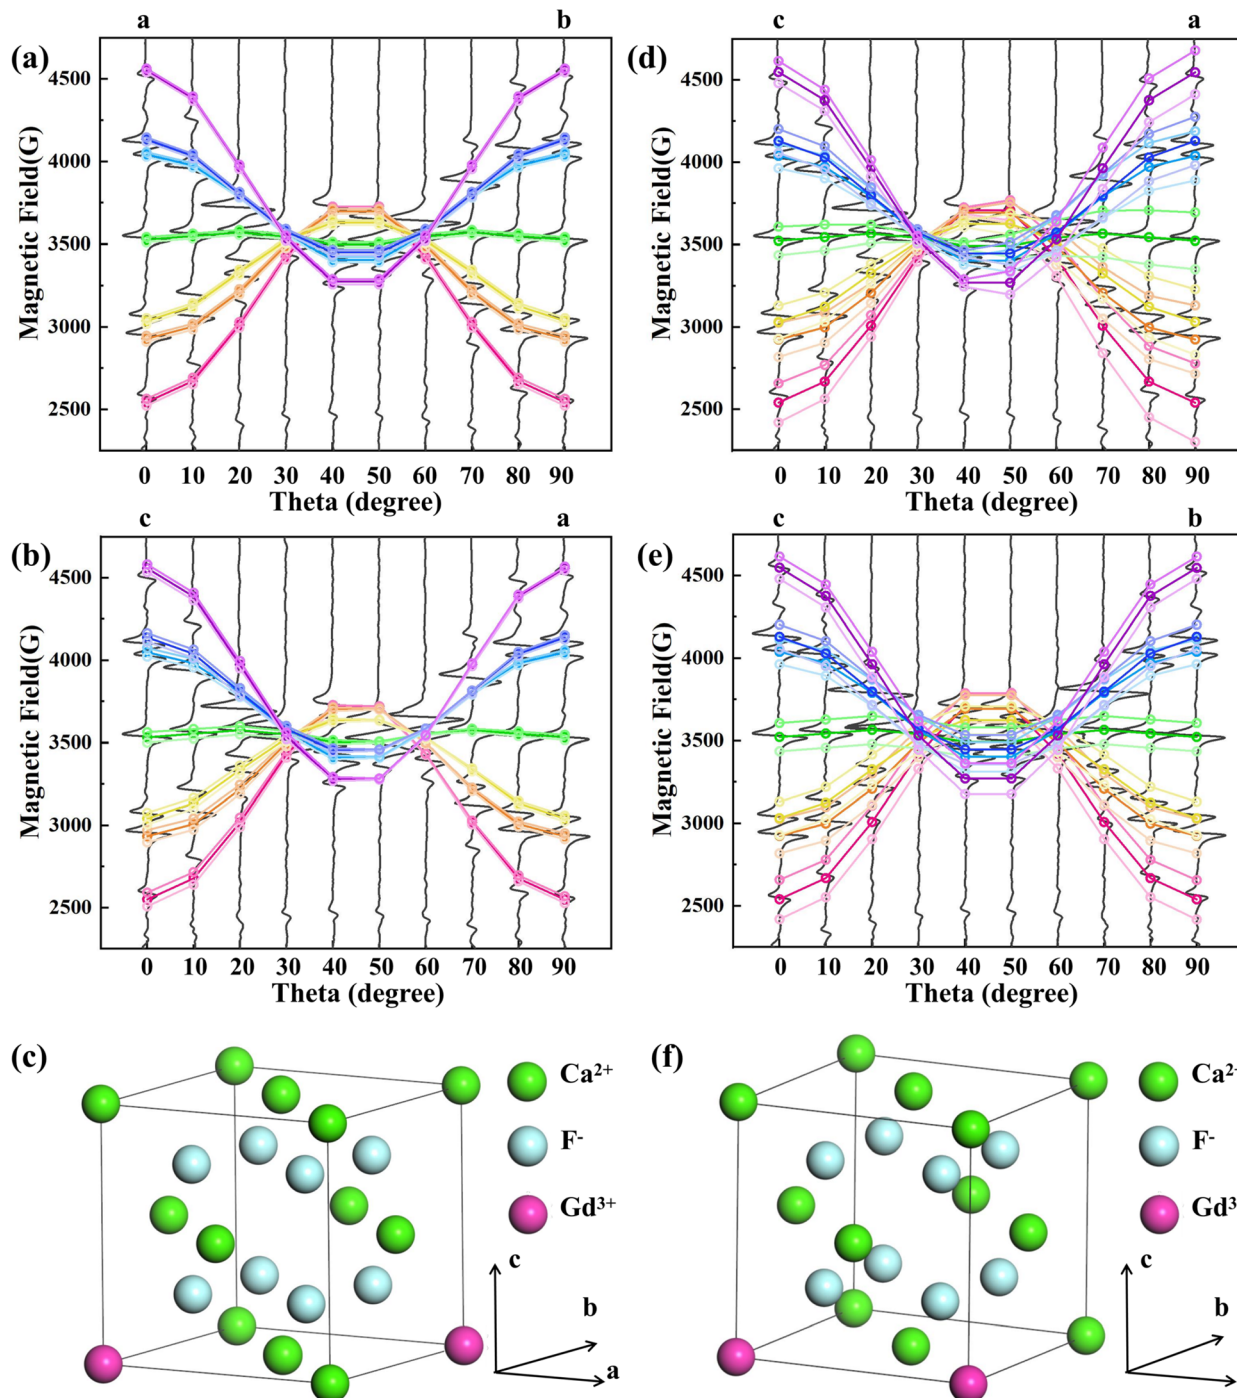 a b
(a)
Magnetic Field(G)
4500
4000
3500
3000
2500
0 10 20 30 40 50 60 70 80 90
Theta (degree)
c a
(d)
Magnetic Field(G)
4500
4000
3500
3000
2500
0 10 20 30 40 50 60 70 80 90
Theta (degree)
c a
(b)
Magnetic Field(G)
4500
4000
3500
3000
2500
0 10 20 30 40 50 60 70 80 90
Theta (degree)
c b
(e)
Magnetic Field(G)
4500
4000
3500
3000
2500
0 10 20 30 40 50 60 70 80 90
Theta (degree)
(c)
Ca²⁺
F⁻
Gd³⁺
c
b
a
(f)
Ca²
F⁻
Gd³
c
b